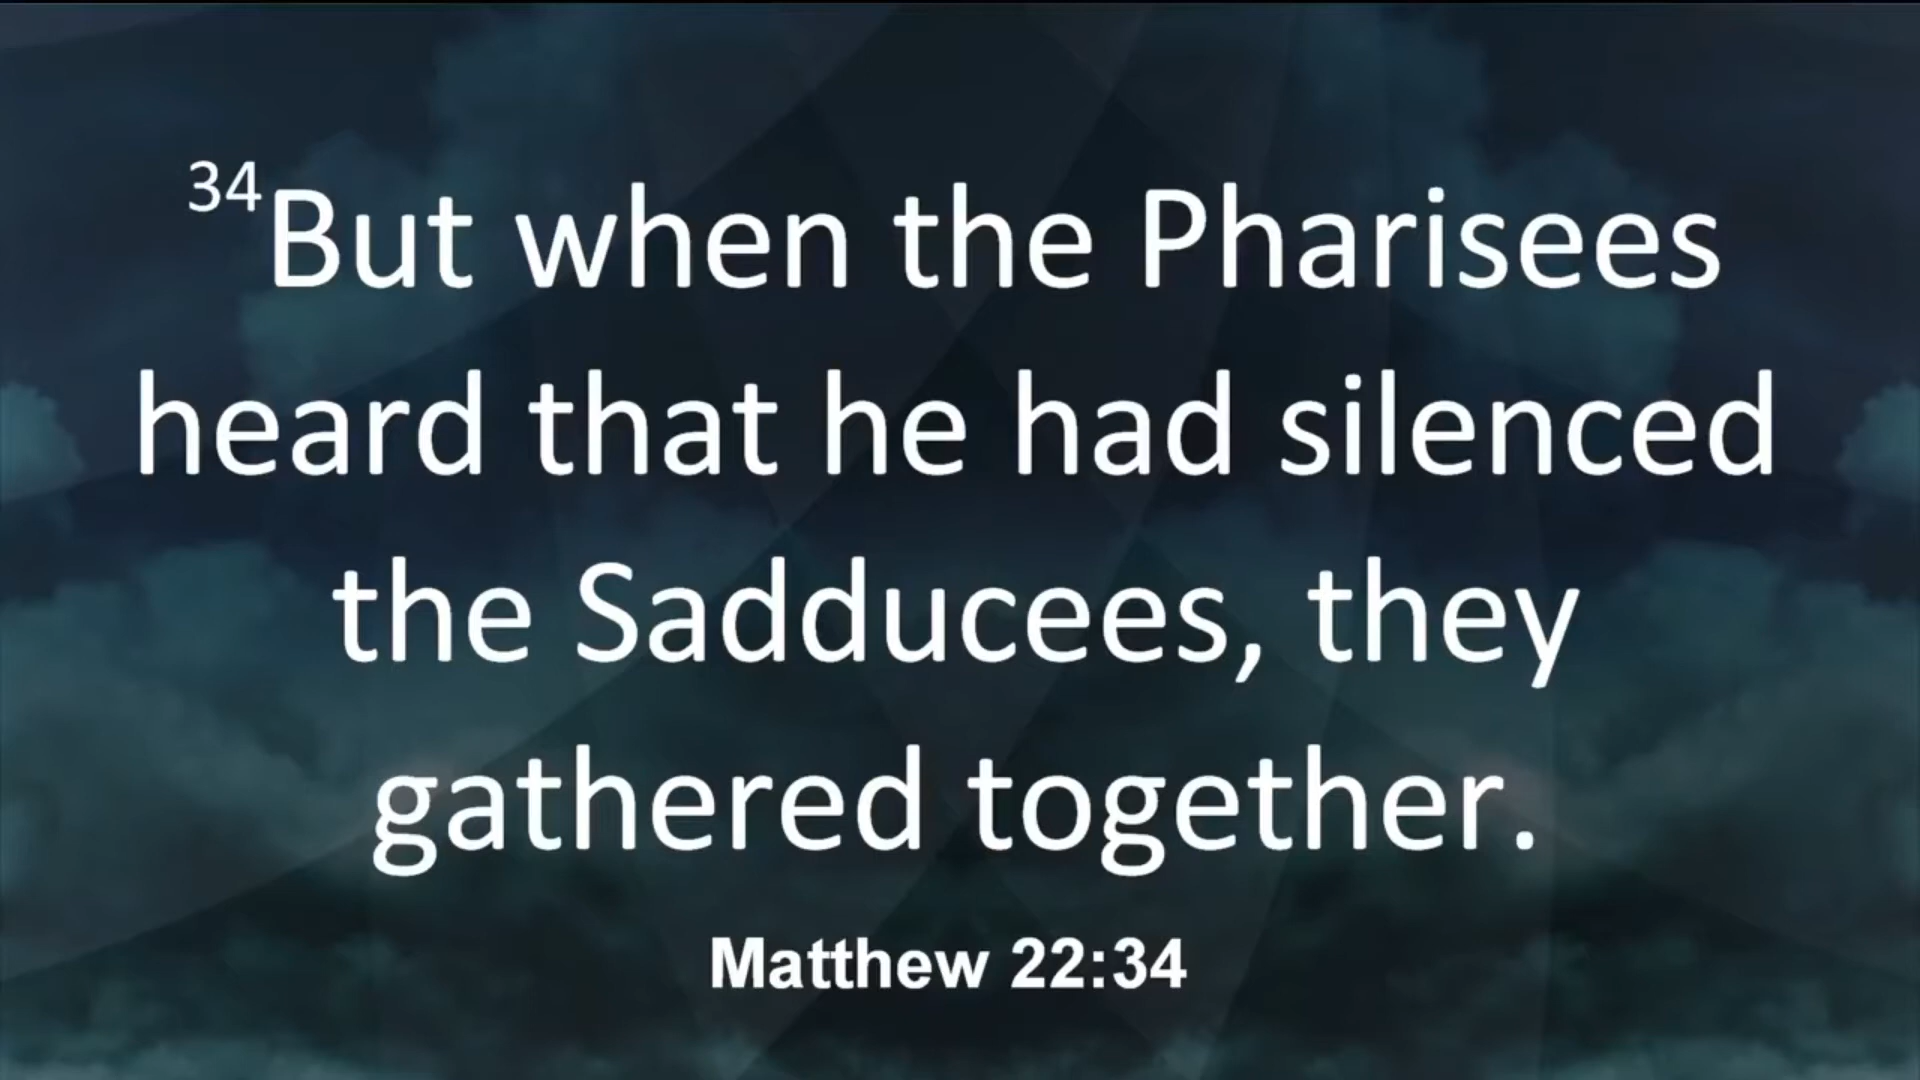 34But when the Pharisees
heard that he had silenced
the Sadducees, they
gathered together.
Matthew 22:34